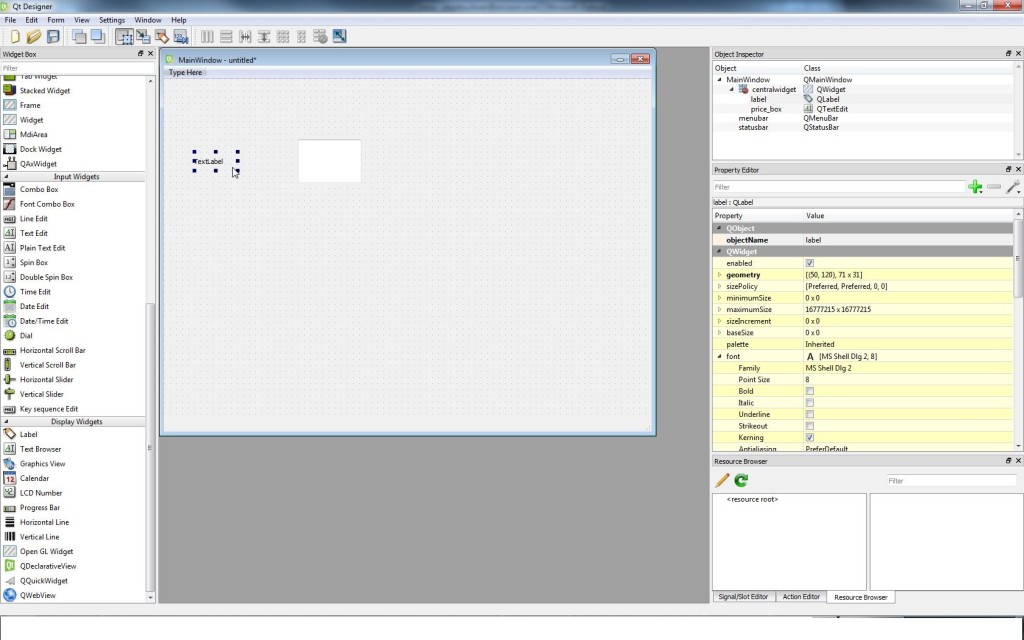 Qt Designer
File Edit Form View Settings Window Help
Widget Box
Filter
Tab Widget
Stacked Widget
Frame
Widget
MdiArea
Dock Widget
QAxWidget
Input Widgets
Combo Box
Font Combo Box
Line Edit
Text Edit
Plain Text Edit
Spin Box
Double Spin Box
Time Edit
Date Edit
Date/Time Edit
Dial
Horizontal Scroll Bar
Vertical Scroll Bar
Horizontal Slider
Vertical Slider
Key sequence Edit
Display Widgets
Label
Text Browser
Graphics View
Calendar
LCD Number
Progress Bar
Horizontal Line
Vertical Line
Open GL Widget
QDeclarativeView
QQuickWidget
QWebView
MainWindow - untitled*
Type Here
TextLabel
Object Inspector
Object Class
MainWindow QMainWindow
centralwidget QWidget
label QLabel
price_box QTextEdit
menubar QMenuBar
statusbar QStatusBar
Property Editor
Filter
label : QLabel
Property Value
QObject
objectName label
QWidget
enabled
geometry [(50, 120), 71 x 31]
sizePolicy [Preferred, Preferred, 0, 0]
minimumSize 0 x 0
maximumSize 16777215 x 16777215
sizeIncrement 0 x 0
baseSize 0 x 0
palette Inherited
font A [MS Shell Dlg 2, 8]
Family MS Shell Dlg 2
Point Size 8
Bold
Italic
Underline
Strikeout
Kerning
Antialiasing PreferDefault
Resource Browser
Filter
<resource root>
Signal/Slot Editor Action Editor Resource Browser